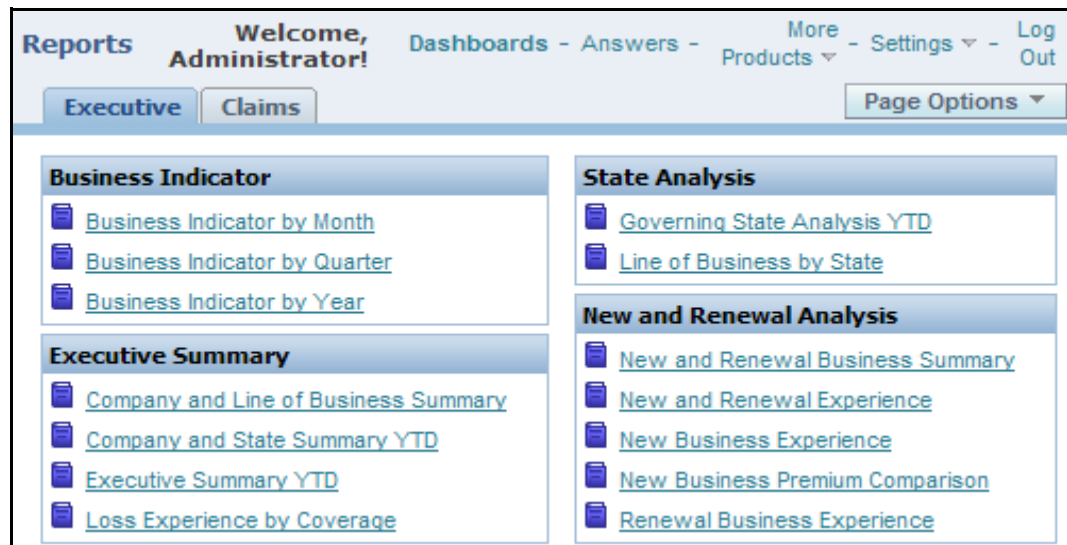 Reports
Welcome,
Administrator!
Dashboards - Answers -
More
Products
- Settings -
Log
Out
Executive
Claims
Page Options
Business Indicator
Business Indicator by Month
Business Indicator by Quarter
Business Indicator by Year
Executive Summary
Company and Line of Business Summary
Company and State Summary YTD
Executive Summary YTD
Loss Experience by Coverage
State Analysis
Governing State Analysis YTD
Line of Business by State
New and Renewal Analysis
New and Renewal Business Summary
New and Renewal Experience
New Business Experience
New Business Premium Comparison
Renewal Business Experience